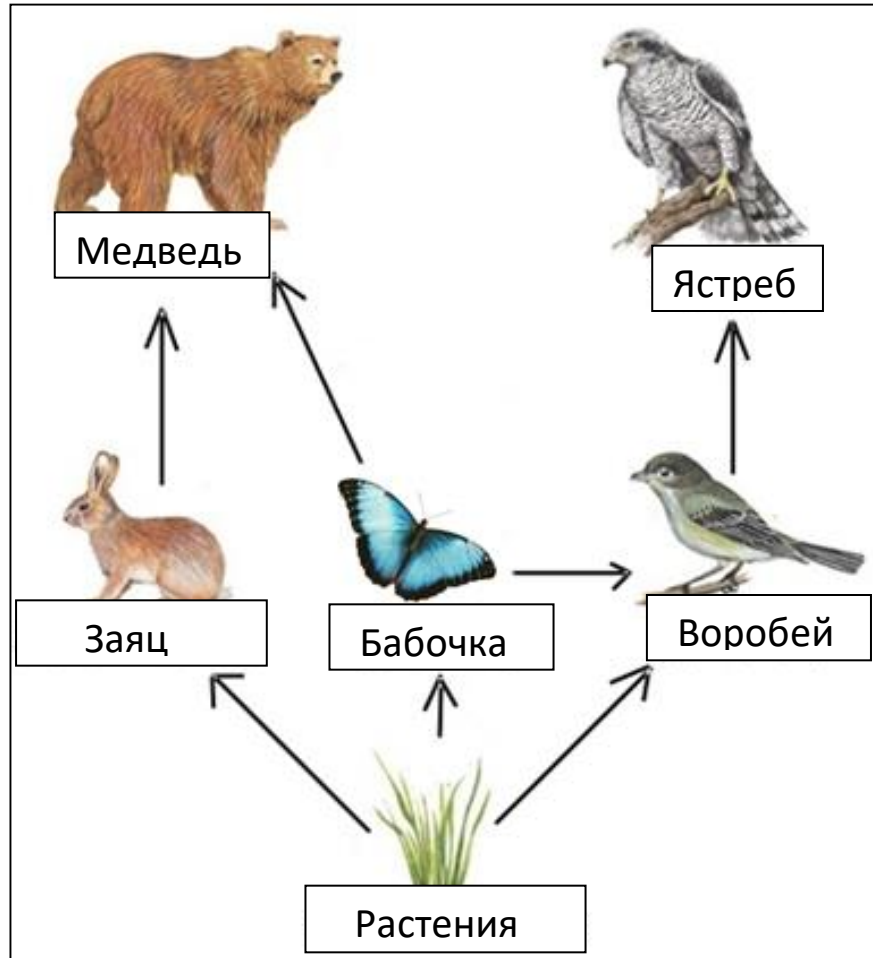 Медведь
Ястреб
Заяц
Бабочка
Воробей
Растения